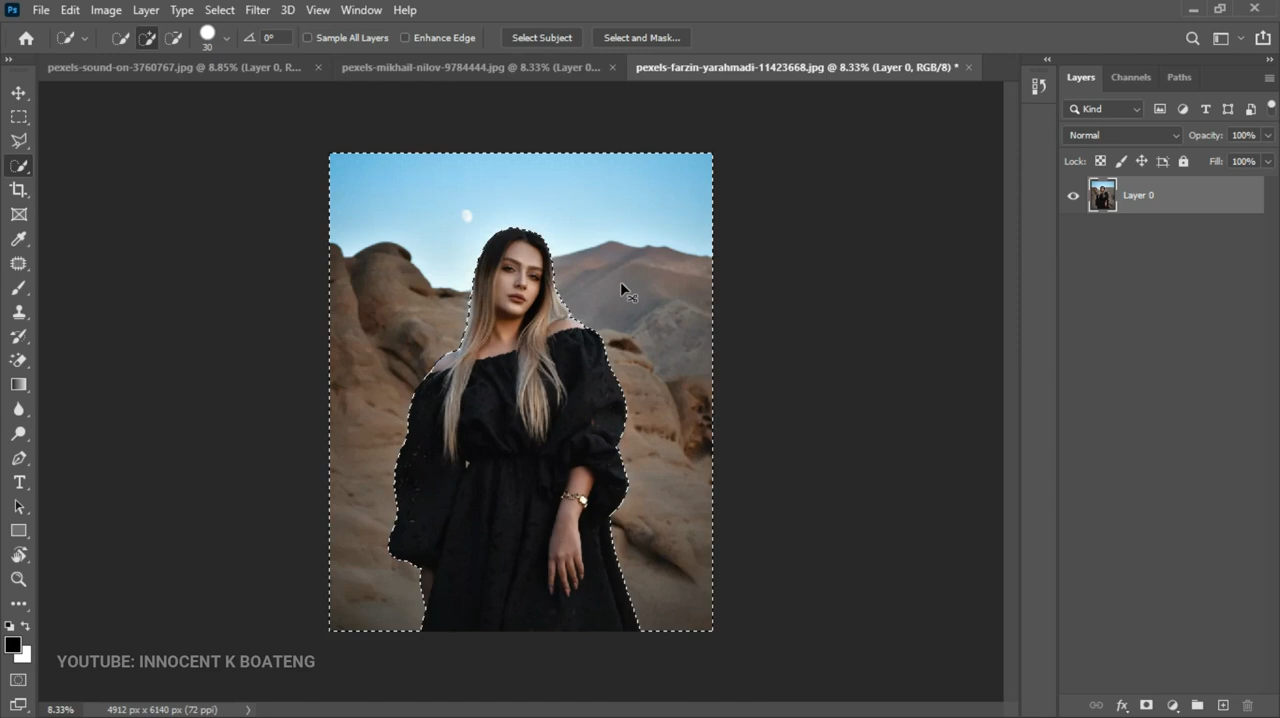 Ps File Edit Image Layer Type Select Filter 3D View Window Help
30 0° Sample All Layers Enhance Edge Select Subject Select and Mask...
pexels-sound-on-3760767.jpg @ 8.85% (Layer 0, R... pexels-mikhail-nilov-9784444.jpg @ 8.33% (Layer 0... pexels-farzin-yarahmadi-11423668.jpg @ 8.33% (Layer 0, RGB/8) *
Layers Channels Paths
Kind
Normal Opacity: 100%
Lock: Fill: 100%
Layer 0
YOUTUBE: INNOCENT K BOATENG
8.33% 4912 px x 6140 px (72 ppi)